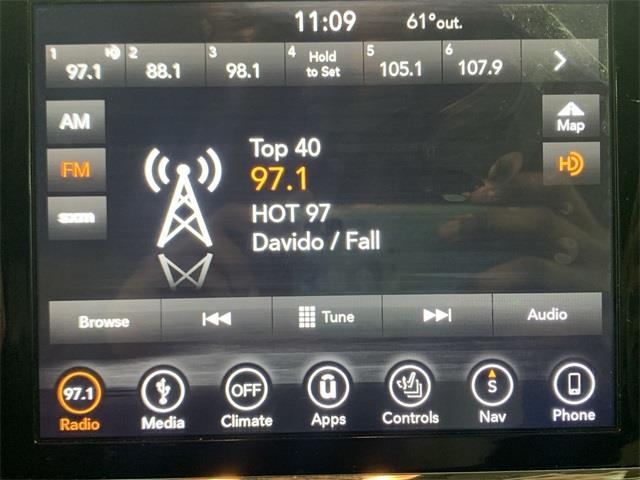 11:09 61°out.
1 HD 2 3 4 Hold 5 6
97.1 88.1 98.1 to Set 105.1 107.9
AM
FM
sxm
Map
HD
Top 40
97.1
HOT 97
Davido / Fall
Browse Tune Audio
97.1 OFF ū S
Radio Media Climate Apps Controls Nav Phone